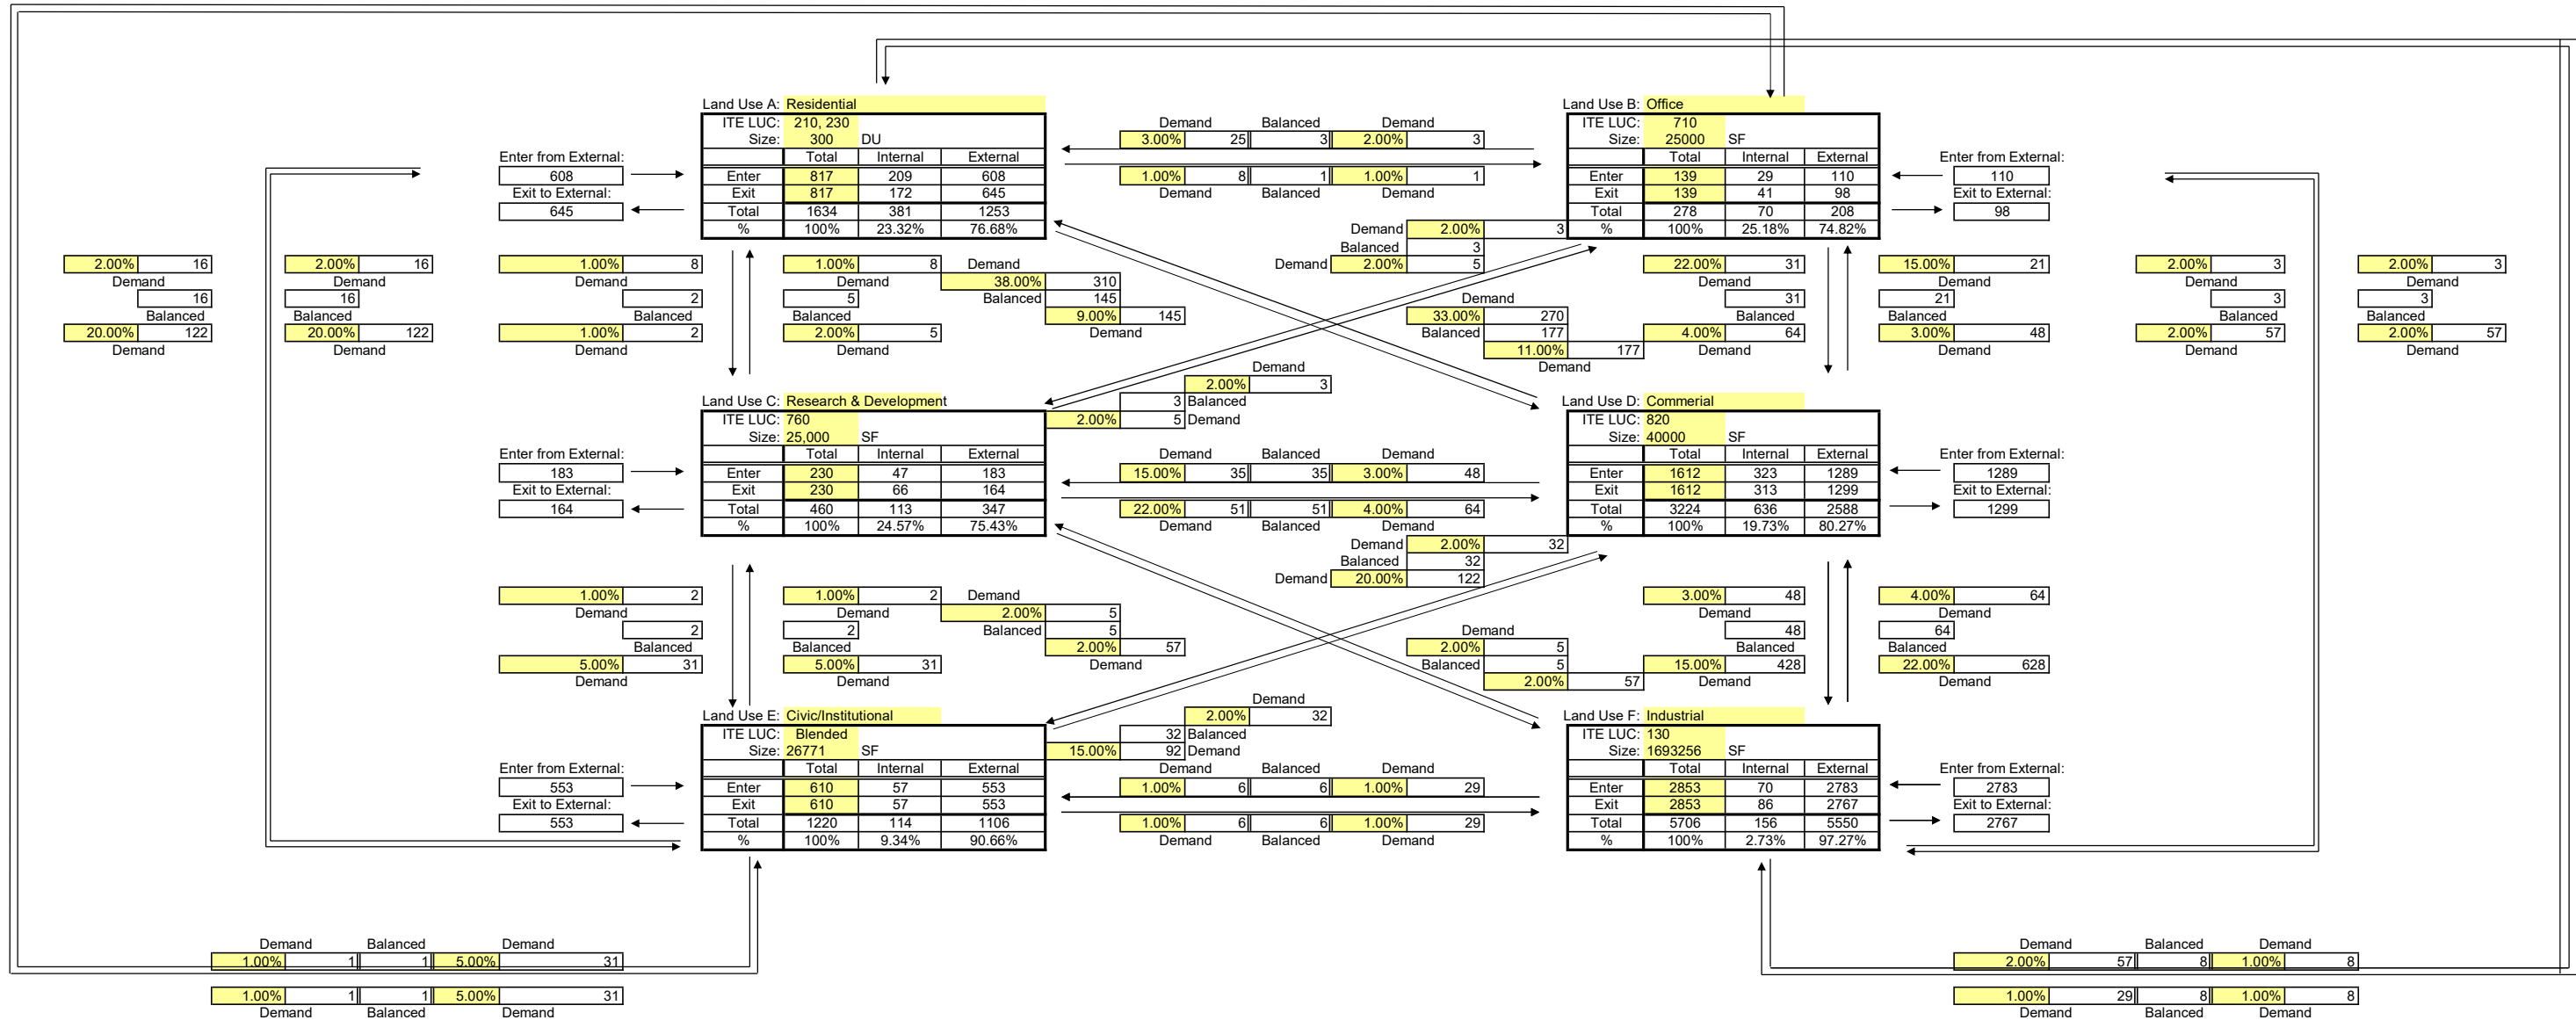 Land Use A: Residential
ITE LUC: 210, 230
Size: 300 DU
Total Internal External
Enter 817 209 608
Exit 817 172 645
Total 1634 381 1253
% 100% 23.32% 76.68%
Enter from External:
608
Exit to External:
645
Demand Balanced Demand
3.00% 25 3 2.00% 3
1.00% 8 1 1.00% 1
Demand Balanced Demand
Land Use B: Office
ITE LUC: 710
Size: 25000 SF
Total Internal External
Enter 139 29 110
Exit 139 41 98
Total 278 70 208
% 100% 25.18% 74.82%
Enter from External:
110
Exit to External:
98
Demand 2.00% 3
Balanced 3
Demand 2.00% 5
2.00% 16
Demand
16
Balanced
20.00% 122
Demand
2.00% 16
Demand
16
Balanced
20.00% 122
Demand
1.00% 8
Demand
2
Balanced
1.00% 2
Demand
1.00% 8
Demand
5
Balanced
2.00% 5
Demand
Demand
38.00% 310
Balanced 145
9.00% 145
Demand
Demand
33.00% 270
Balanced 177
11.00% 177
Demand
22.00% 31
Demand
31
Balanced
4.00% 64
Demand
15.00% 21
Demand
21
Balanced
3.00% 48
Demand
2.00% 3
Demand
3
Balanced
2.00% 57
Demand
2.00% 3
Demand
3
Balanced
2.00% 57
Demand
Demand
2.00% 3
3 Balanced
2.00% 5 Demand
Land Use C: Research & Development
ITE LUC: 760
Size: 25,000 SF
Total Internal External
Enter 230 47 183
Exit 230 66 164
Total 460 113 347
% 100% 24.57% 75.43%
Enter from External:
183
Exit to External:
164
Demand Balanced Demand
15.00% 35 35 3.00% 48
22.00% 51 51 4.00% 64
Demand Balanced Demand
Land Use D: Commerial
ITE LUC: 820
Size: 40000 SF
Total Internal External
Enter 1612 323 1289
Exit 1612 313 1299
Total 3224 636 2588
% 100% 19.73% 80.27%
Enter from External:
1289
Exit to External:
1299
Demand 2.00% 32
Balanced 32
Demand 20.00% 122
1.00% 2
Demand
2
Balanced
5.00% 31
Demand
1.00% 2
Demand
2
Balanced
5.00% 31
Demand
Demand
2.00% 5
Balanced 5
2.00% 57
Demand
Demand
2.00% 5
Balanced 5
2.00% 57
3.00% 48
Demand
48
Balanced
15.00% 428
Demand
4.00% 64
Demand
64
Balanced
22.00% 628
Demand
Demand
2.00% 32
32 Balanced
15.00% 92 Demand
Land Use E: Civic/Institutional
ITE LUC: Blended
Size: 26771 SF
Total Internal External
Enter 610 57 553
Exit 610 57 553
Total 1220 114 1106
% 100% 9.34% 90.66%
Enter from External:
553
Exit to External:
553
Demand Balanced Demand
1.00% 6 6 1.00% 29
1.00% 6 6 1.00% 29
Demand Balanced Demand
Land Use F: Industrial
ITE LUC: 130
Size: 1693256 SF
Total Internal External
Enter 2853 70 2783
Exit 2853 86 2767
Total 5706 156 5550
% 100% 2.73% 97.27%
Enter from External:
2783
Exit to External:
2767
Demand Balanced Demand
1.00% 1 1 5.00% 31
1.00% 1 1 5.00% 31
Demand Balanced Demand
Demand Balanced Demand
2.00% 57 8 1.00% 8
1.00% 29 8 1.00% 8
Demand Balanced Demand